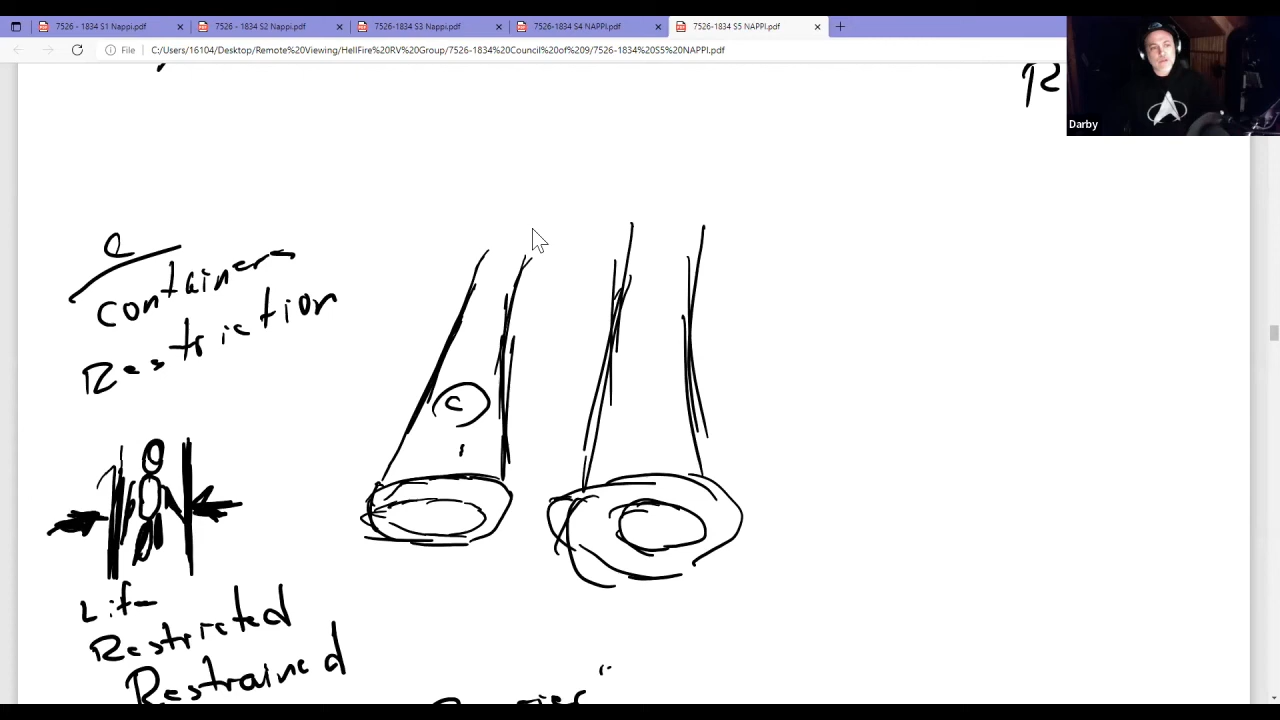 7526 - 1834 S1 Nappi.pdf
7526 - 1834 S2 Nappi.pdf
7526-1834 S3 Nappi.pdf
7526-1834 S4 NAPPI.pdf
7526-1834 S5 NAPPI.pdf
File
C:/Users/16104/Desktop/Remote%20Viewing/HellFire%20RV%20Group/7526-1834%20Council%20of%209/7526-1834%20S5%20NAPPI.pdf
Darby
R
C
Container
Restriction
C
Life
Restricted
Restrained